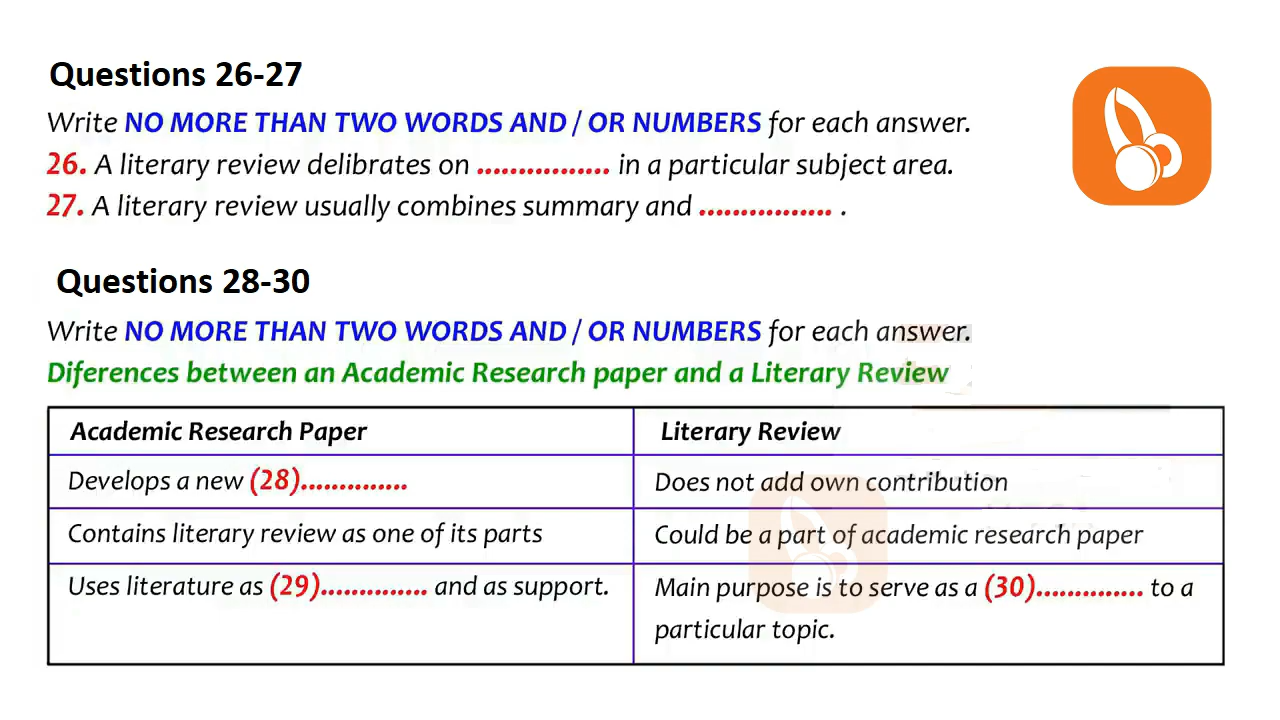 Questions 26-27
Write NO MORE THAN TWO WORDS AND / OR NUMBERS for each answer.
26. A literary review delibrates on ................ in a particular subject area.
27. A literary review usually combines summary and ................ .
Questions 28-30
Write NO MORE THAN TWO WORDS AND / OR NUMBERS for each answer.
Diferences between an Academic Research paper and a Literary Review
Academic Research Paper
Literary Review
Develops a new (28)..............
Does not add own contribution
Contains literary review as one of its parts
Could be a part of academic research paper
Uses literature as (29).............. and as support.
Main purpose is to serve as a (30).............. to a
particular topic.